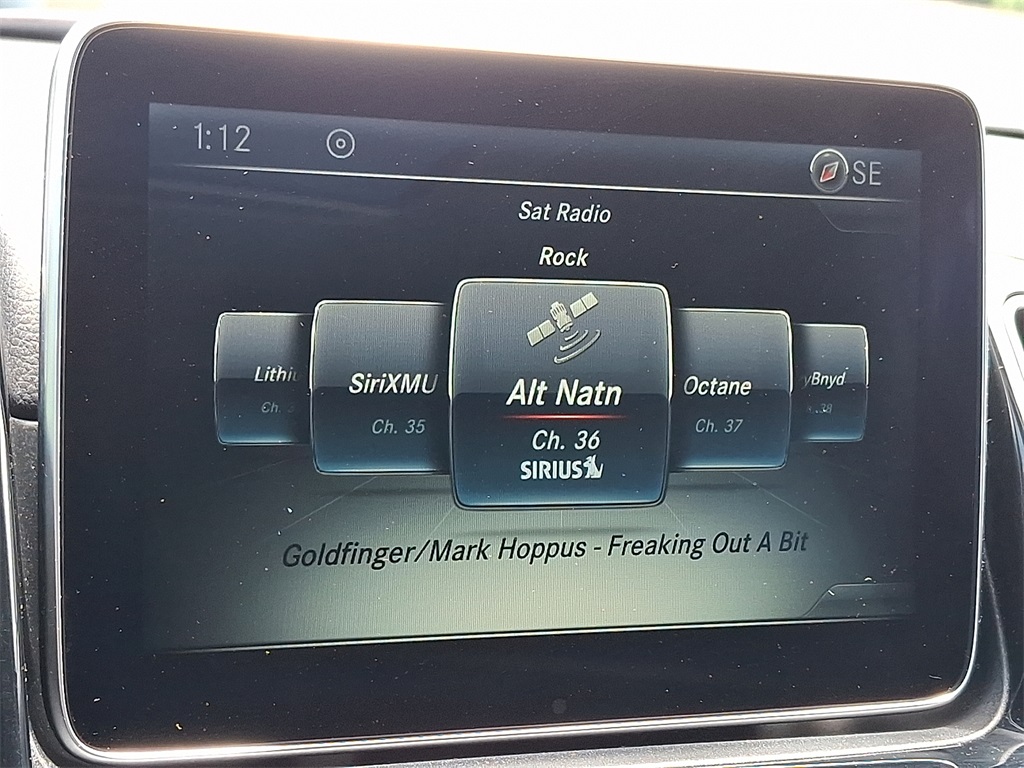 1:12
SE
Sat Radio
Rock
SiriXMU
Alt Natn
Octane
yBnyd
Ch. 35
Ch. 36
Ch. 37
SIRIUS
Goldfinger/Mark Hoppus - Freaking Out A Bit